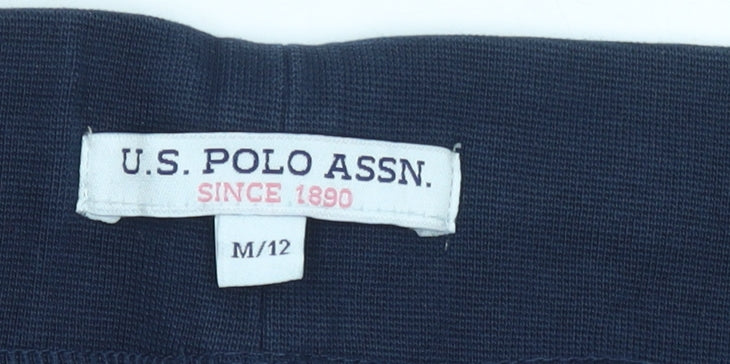 U.S. POLO ASSN.
SINCE 1890
M/12